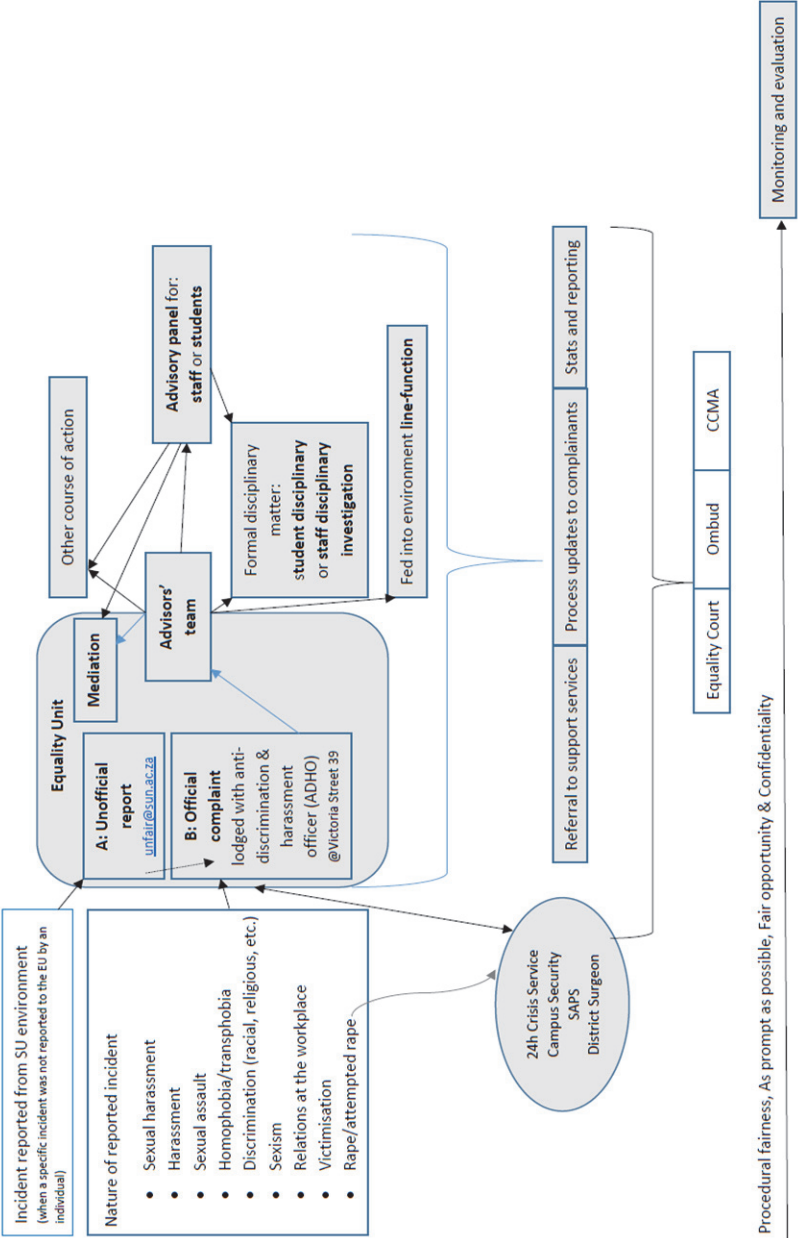 Incident reported from SU environment
(when a specific incident was not reported to the EU by an
individual)
Nature of reported incident
• Sexual harassment
• Harassment
• Sexual assault
• Homophobia/transphobia
• Discrimination (racial, religious, etc.)
• Sexism
• Relations at the workplace
• Victimisation
• Rape/attempted rape
Equality Unit
A: Unofficial
report
unfair@sun.ac.za
B: Official
complaint
lodged with anti-
discrimination &
harassment
officer (ADHO)
@Victoria Street 39
Mediation
Advisors'
team
Other course of action
Advisory panel for:
staff or students
Formal disciplinary
matter:
student disciplinary
or staff disciplinary
investigation
Fed into environment line-function
24h Crisis Service
Campus Security
SAPS
District Surgeon
Referral to support services
Process updates to complainants
Stats and reporting
Equality Court
Ombud
CCMA
Procedural fairness, As prompt as possible, Fair opportunity & Confidentiality
Monitoring and evaluation